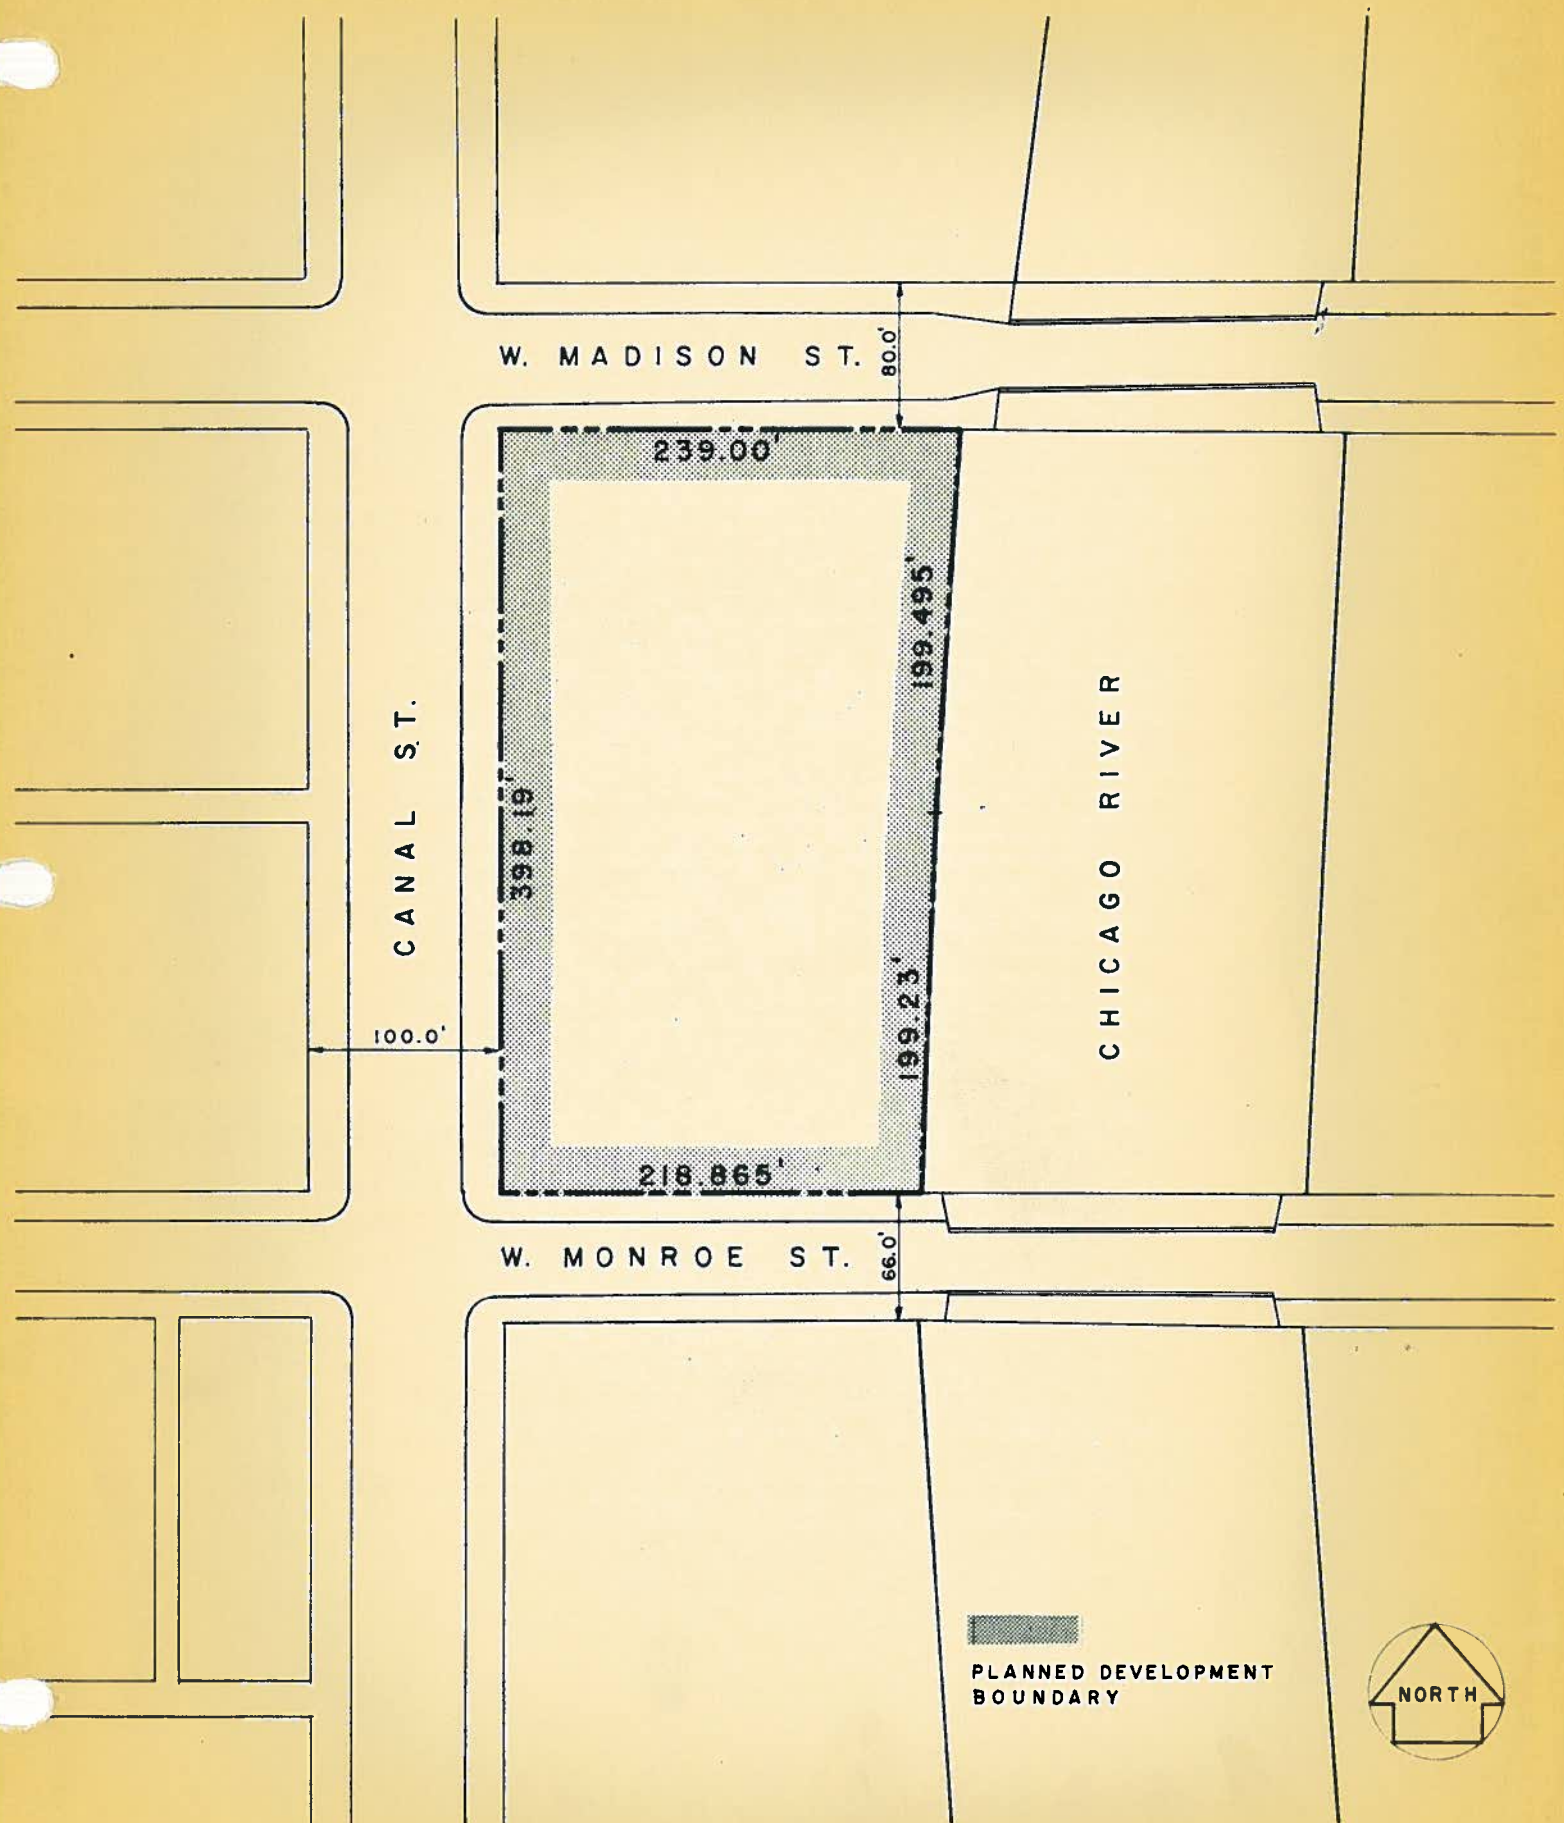 W. MADISON ST.
80.0'
239.00'
199.495'
CHICAGO RIVER
CANAL ST.
398.19'
199.23'
100.0'
218.865'
W. MONROE ST.
66.0'
PLANNED DEVELOPMENT
BOUNDARY
NORTH